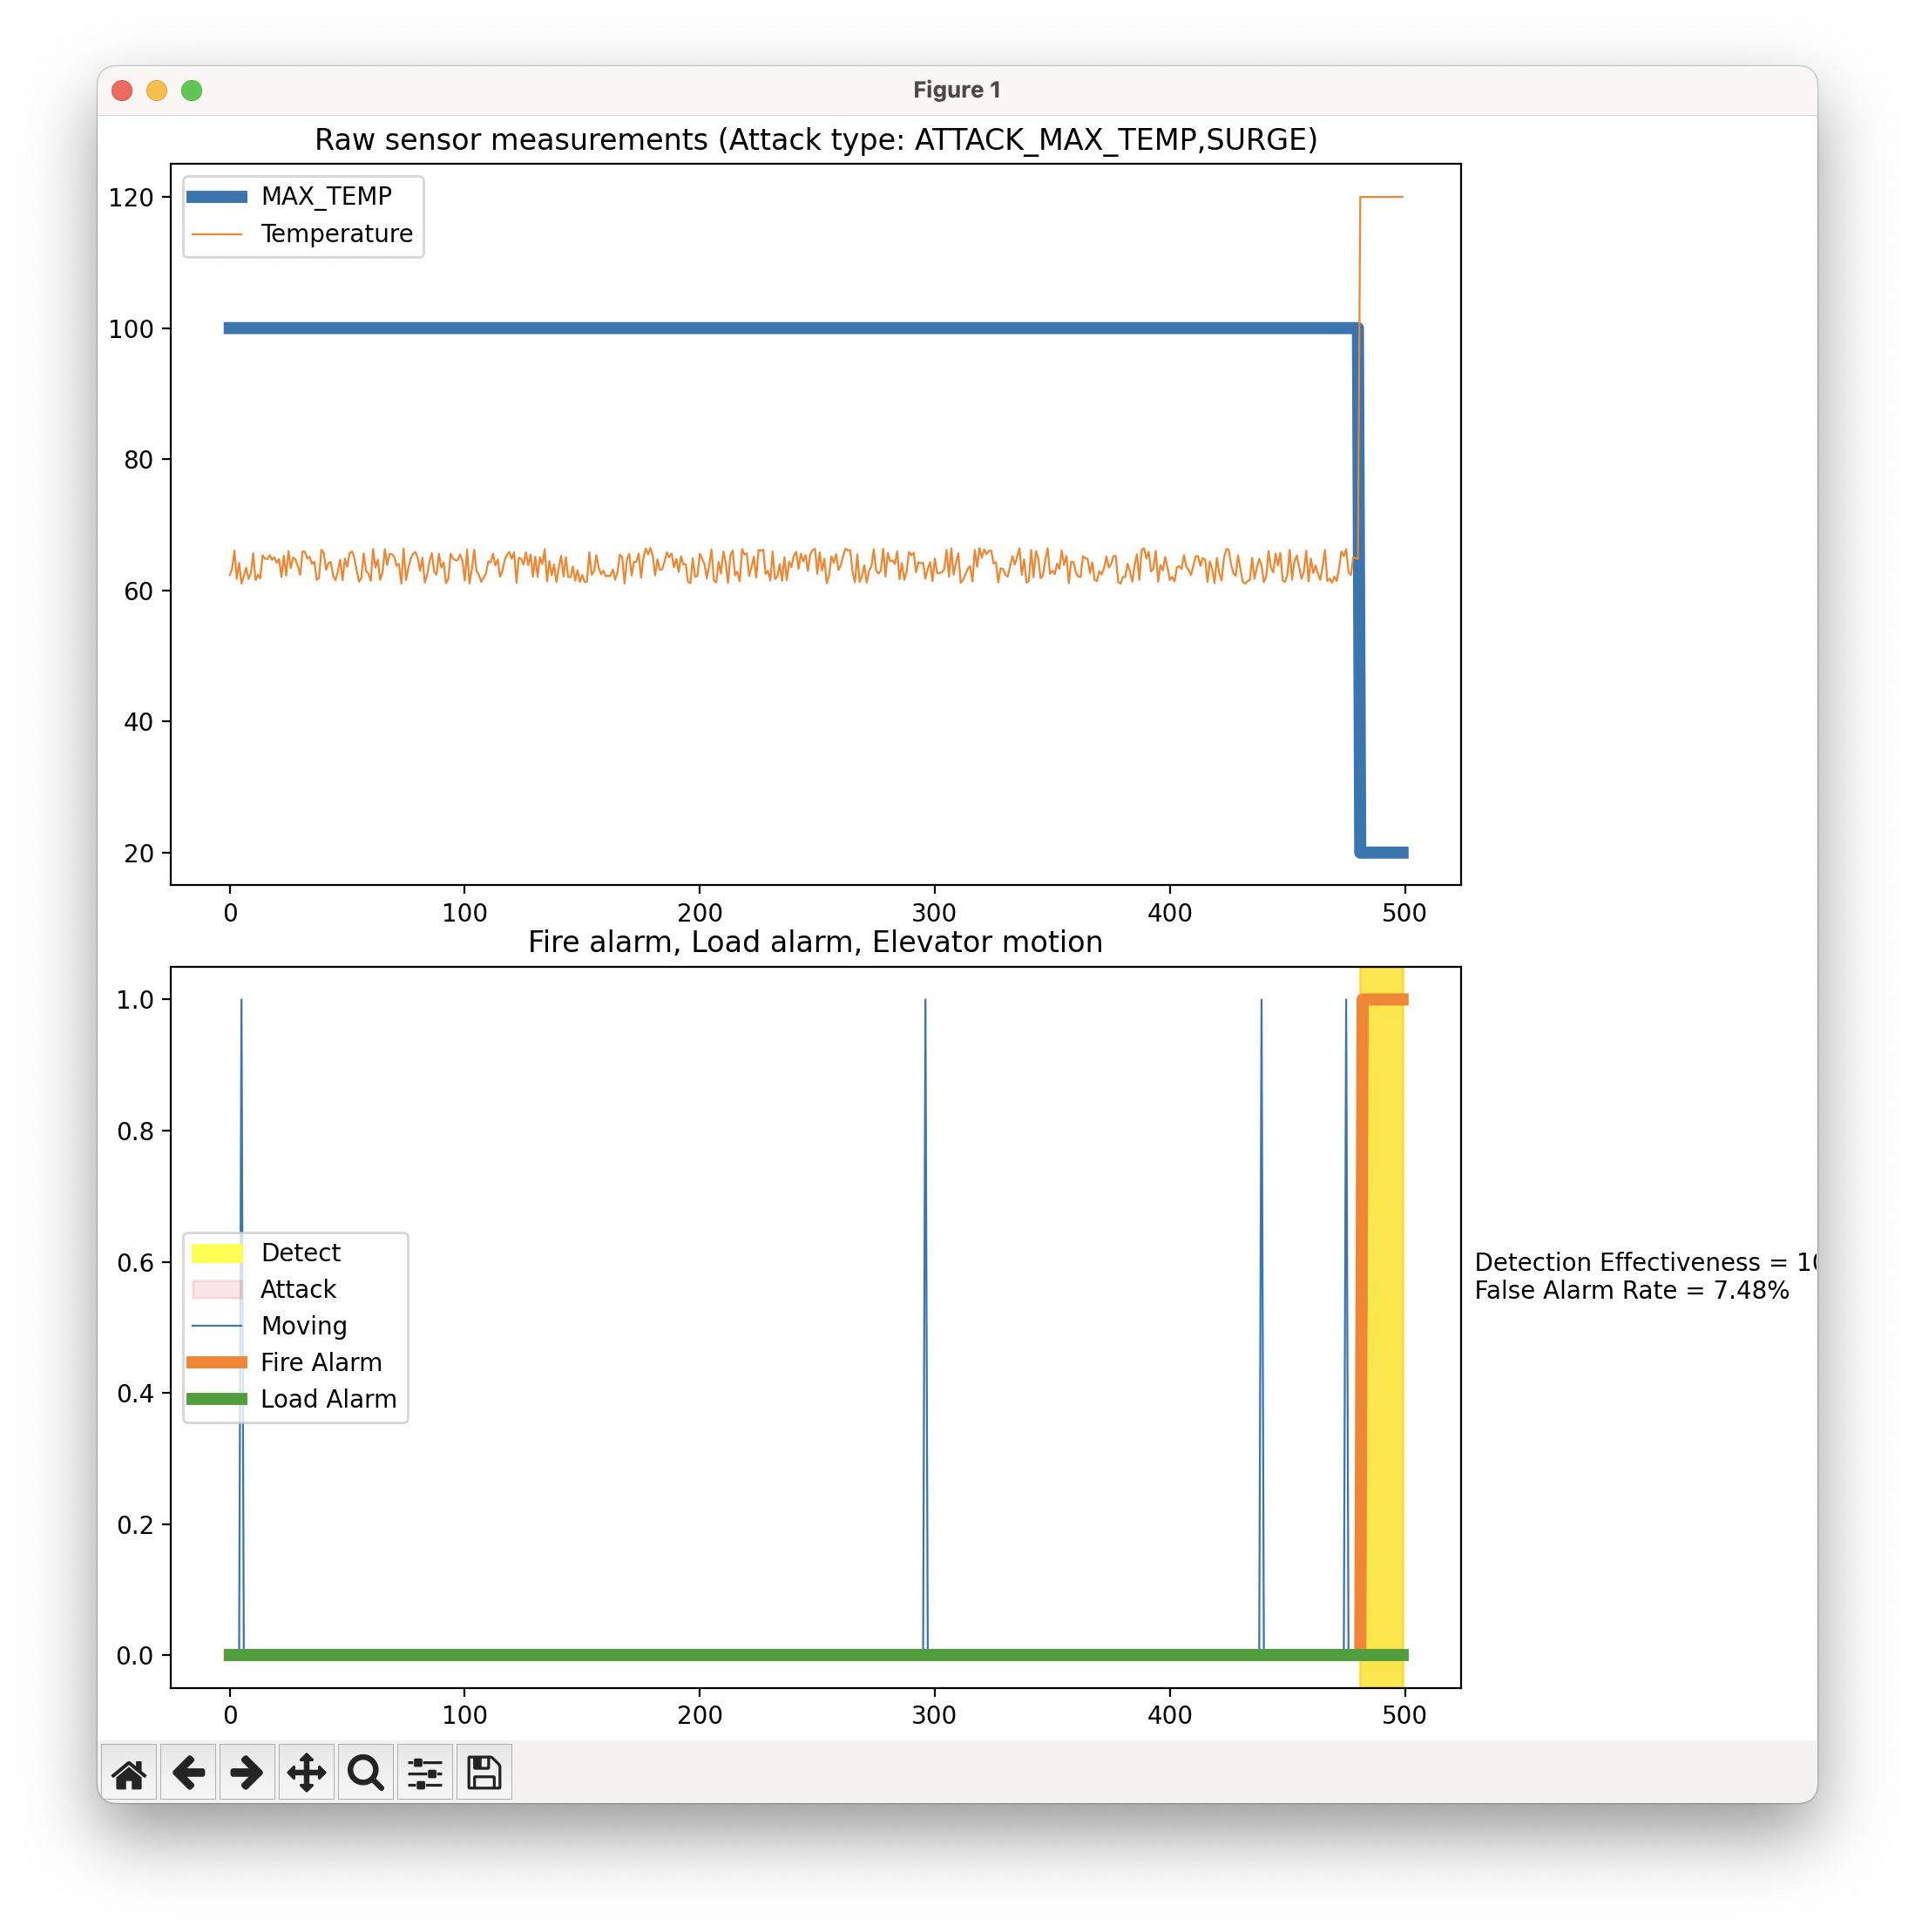 Figure 1
Raw sensor measurements (Attack type: ATTACK_MAX_TEMP,SURGE)
MAX_TEMP
Temperature
120
100
80
60
40
20
0 100 200 300 400 500
Fire alarm, Load alarm, Elevator motion
1.0
0.8
0.6
0.4
0.2
0.0
Detect
Attack
Moving
Fire Alarm
Load Alarm
0 100 200 300 400 500
Detection Effectiveness =
False Alarm Rate = 7.48%